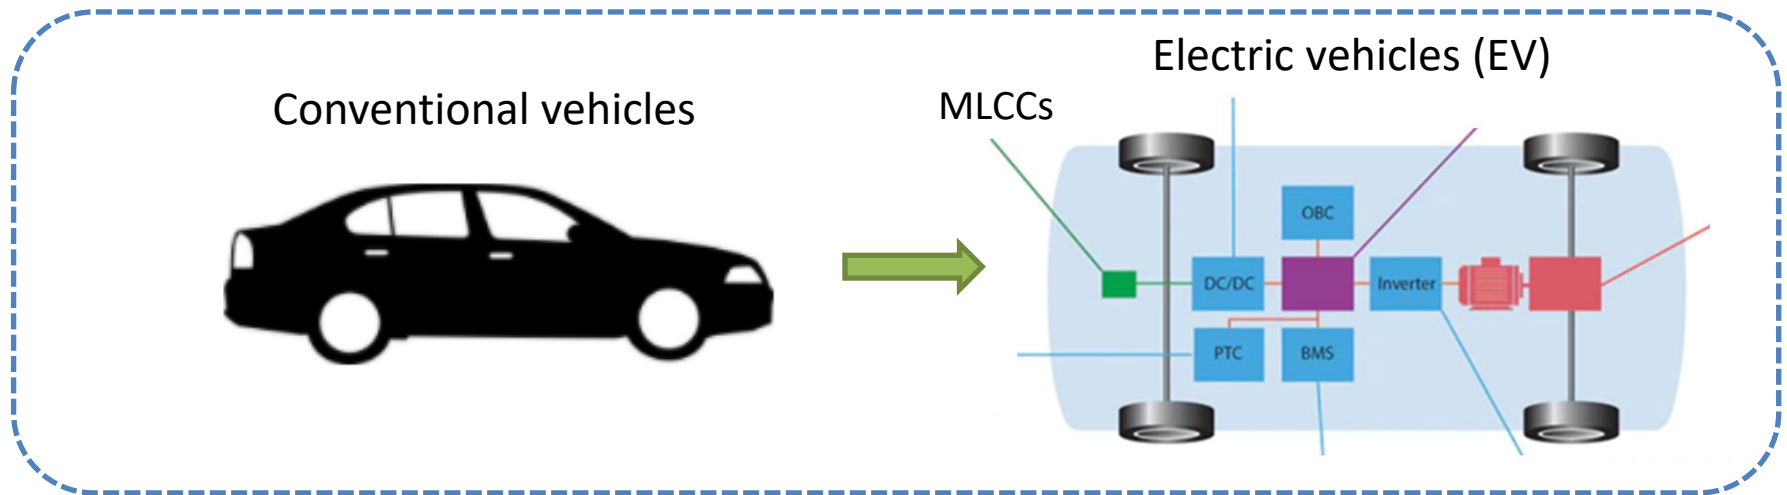 Electric vehicles (EV)
Conventional vehicles
MLCCs
OBC
DC/DC
Inverter
PTC
BMS